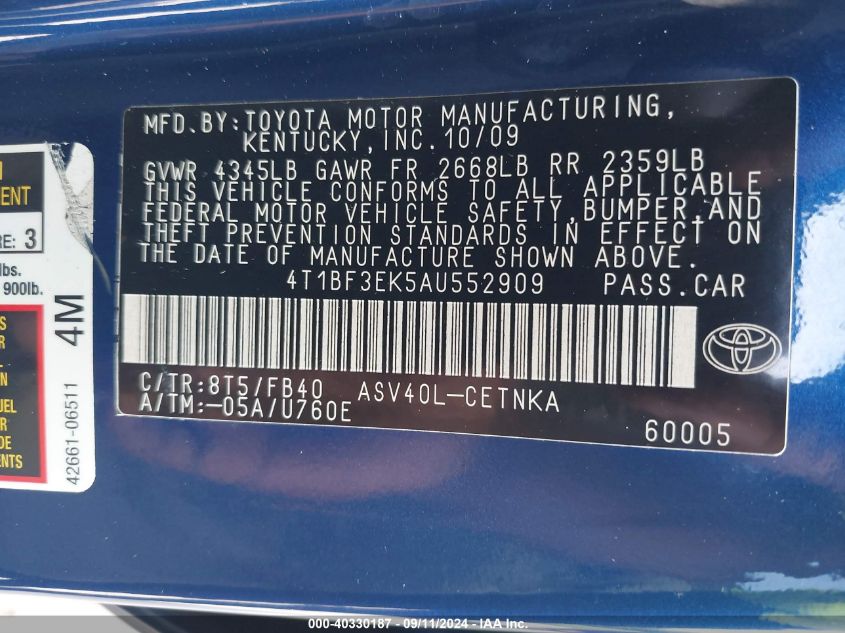 MFD.BY:TOYOTA MOTOR MANUFACTURING,
KENTUCKY,INC.10/09
GVWR 4345LB GAWR FR 2668LB RR 2359LB
THIS VEHICLE CONFORMS TO ALL APPLICABLE
FEDERAL MOTOR VEHICLE SAFETY,BUMPER,AND
THEFT PREVENTION STANDARDS IN EFFECT ON
THE DATE OF MANUFACTURE SHOWN ABOVE.
4T1BF3EK5AU552909 PASS.CAR
C/TR:8T5/FB40 ASV40L-CETNKA
A/TM:-05A/U760E
60005
RE: 3
lbs.
900lb.
4M
42661-06511
000-40330187 - 09/11/2024 - IAA Inc.